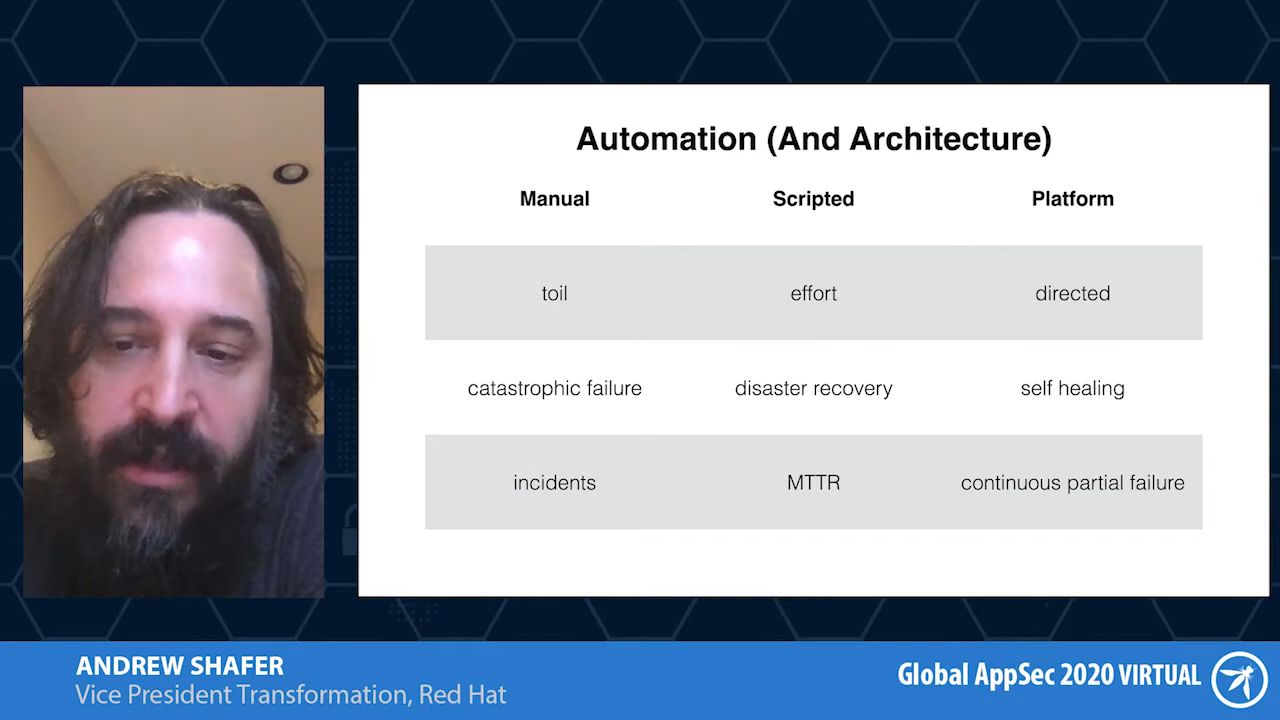 Automation (And Architecture)
Manual Scripted Platform
toil effort directed
catastrophic failure disaster recovery self healing
incidents MTTR continuous partial failure
ANDREW SHAFER
Vice President Transformation, Red Hat
Global AppSec 2020 VIRTUAL